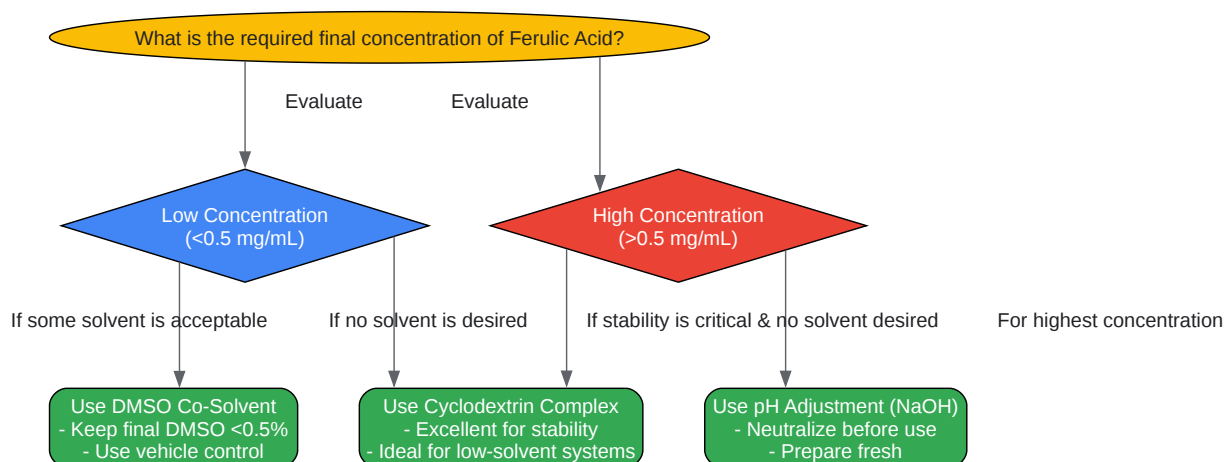 What is the required final concentration of Ferulic Acid?
Evaluate
Evaluate
Low Concentration
(<0.5 mg/mL)
High Concentration
(>0.5 mg/mL)
If some solvent is acceptable
If no solvent is desired
If stability is critical & no solvent desired
For highest concentration
Use DMSO Co-Solvent
- Keep final DMSO <0.5%
- Use vehicle control
Use Cyclodextrin Complex
- Excellent for stability
- Ideal for low-solvent systems
Use pH Adjustment (NaOH)
- Neutralize before use
- Prepare fresh